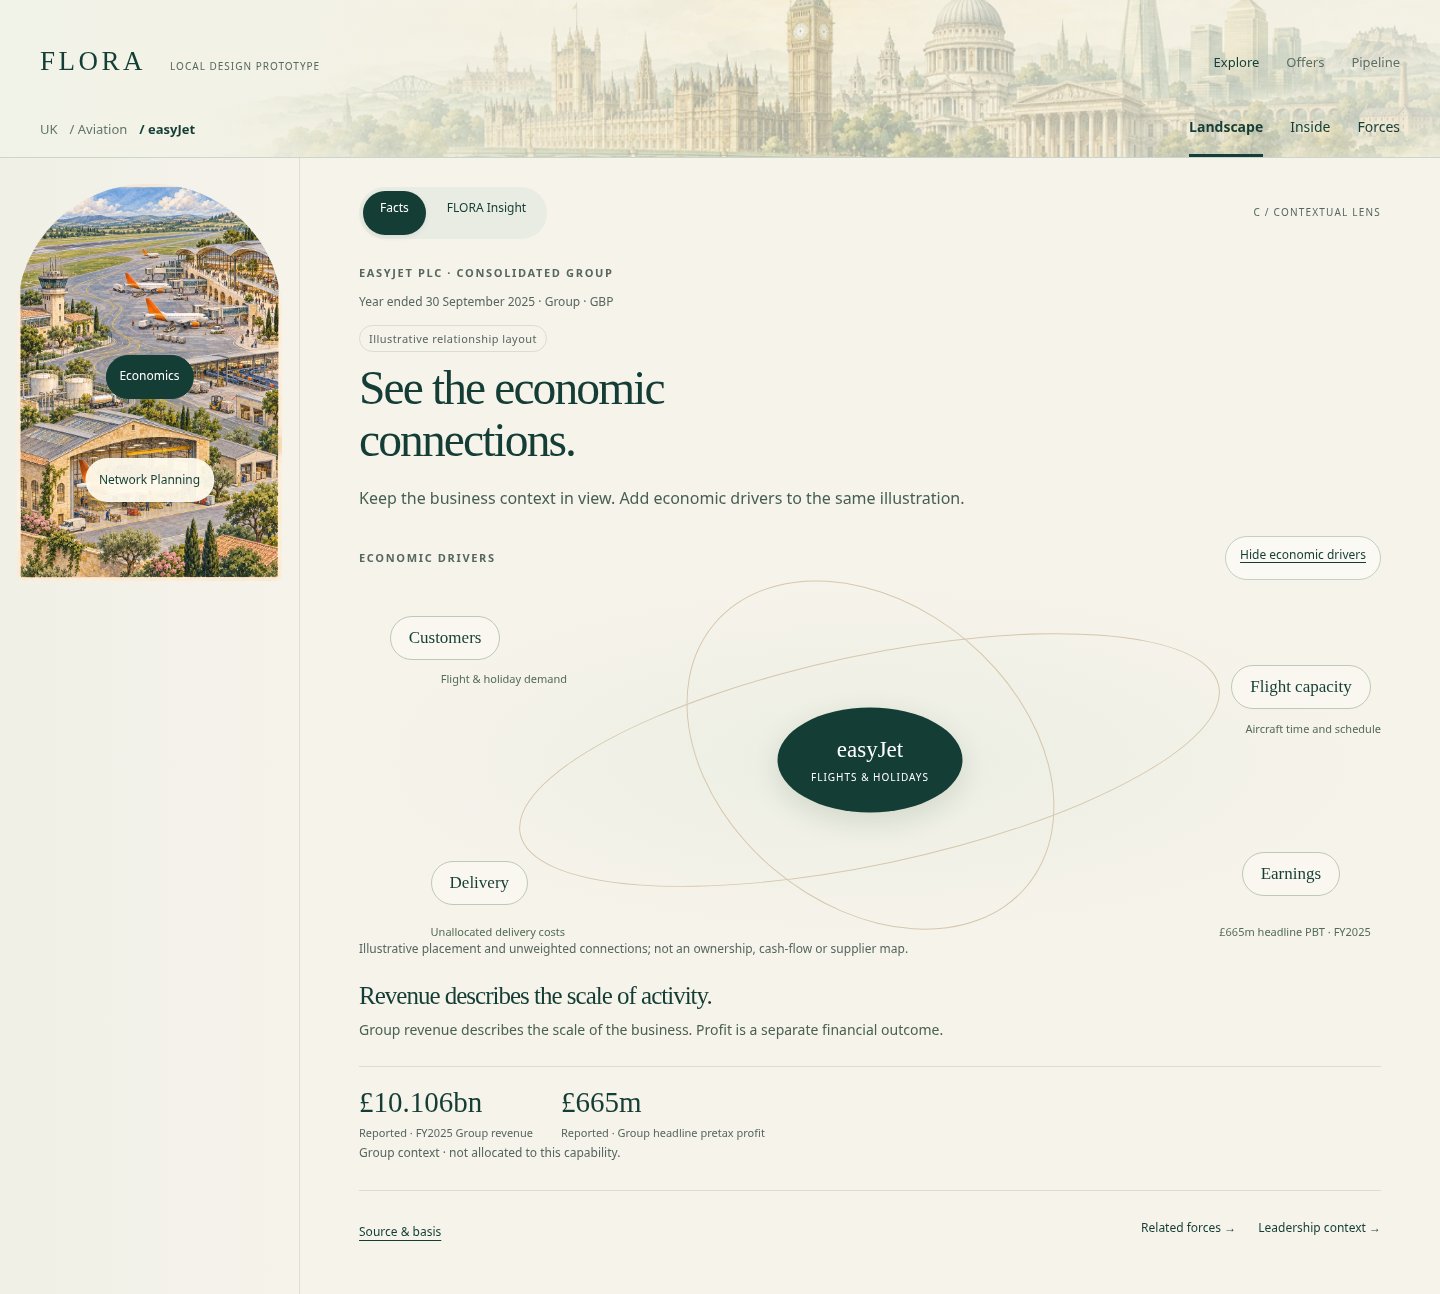 FLORA
LOCAL DESIGN PROTOTYPE
Explore
Offers
Pipeline
UK / Aviation / easyJet
Landscape
Inside
Forces
Economics
Network Planning
Facts
FLORA Insight
C / CONTEXTUAL LENS
EASYJET PLC · CONSOLIDATED GROUP
Year ended 30 September 2025 · Group · GBP
Illustrative relationship layout
See the economic
connections.
Keep the business context in view. Add economic drivers to the same illustration.
ECONOMIC DRIVERS
Hide economic drivers
Customers
Flight & holiday demand
Flight capacity
Aircraft time and schedule
easyJet
FLIGHTS & HOLIDAYS
Delivery
Unallocated delivery costs
Earnings
£665m headline PBT · FY2025
Illustrative placement and unweighted connections; not an ownership, cash-flow or supplier map.
Revenue describes the scale of activity.
Group revenue describes the scale of the business. Profit is a separate financial outcome.
£10.106bn
Reported · FY2025 Group revenue
£665m
Reported · Group headline pretax profit
Group context · not allocated to this capability.
Source & basis
Related forces →
Leadership context →